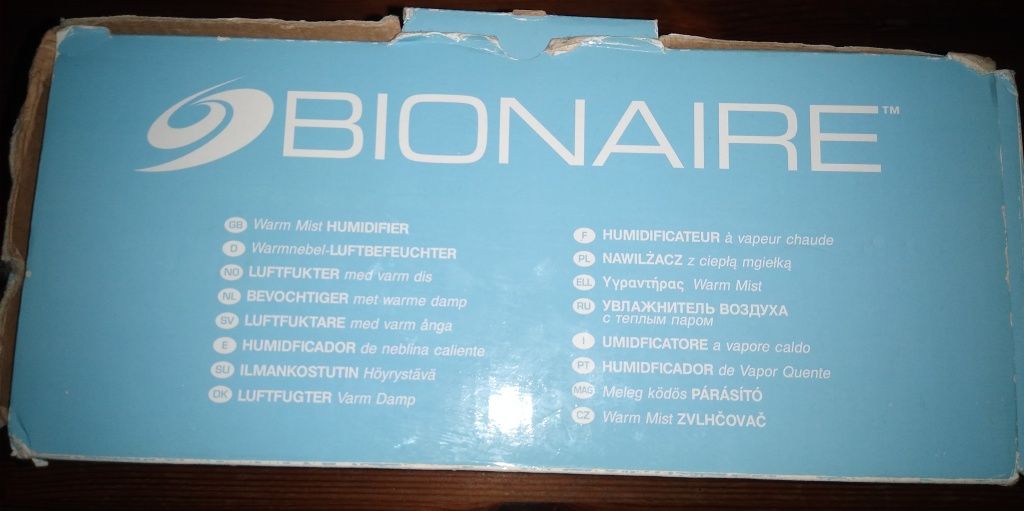 BIONAIRE™
GB Warm Mist HUMIDIFIER
D Warmnebel-LUFTBEFEUCHTER
NO LUFTFUKTER med varm dis
NL BEVOCHTIGER met warme damp
SV LUFTFUKTARE med varm ånga
E HUMIDFICADOR de neblina caliente
SU ILMANKOSTUTIN Höyrystävä
DK LUFTFUGTER Varm Damp
F HUMIDIFICATEUR à vapeur chaude
PL NAWILŻACZ z ciepłą mgiełką
ELL Υγραντήρας Warm Mist
RU УВЛАЖНИТЕЛЬ ВОЗДУХА
с теплым паром
I UMIDFICATORE a vapore caldo
PT HUMIDFICADOR de Vapor Quente
MAG Meleg ködös PÁRÁSÍTÓ
CZ Warm Mist ZVLHČOVAČ